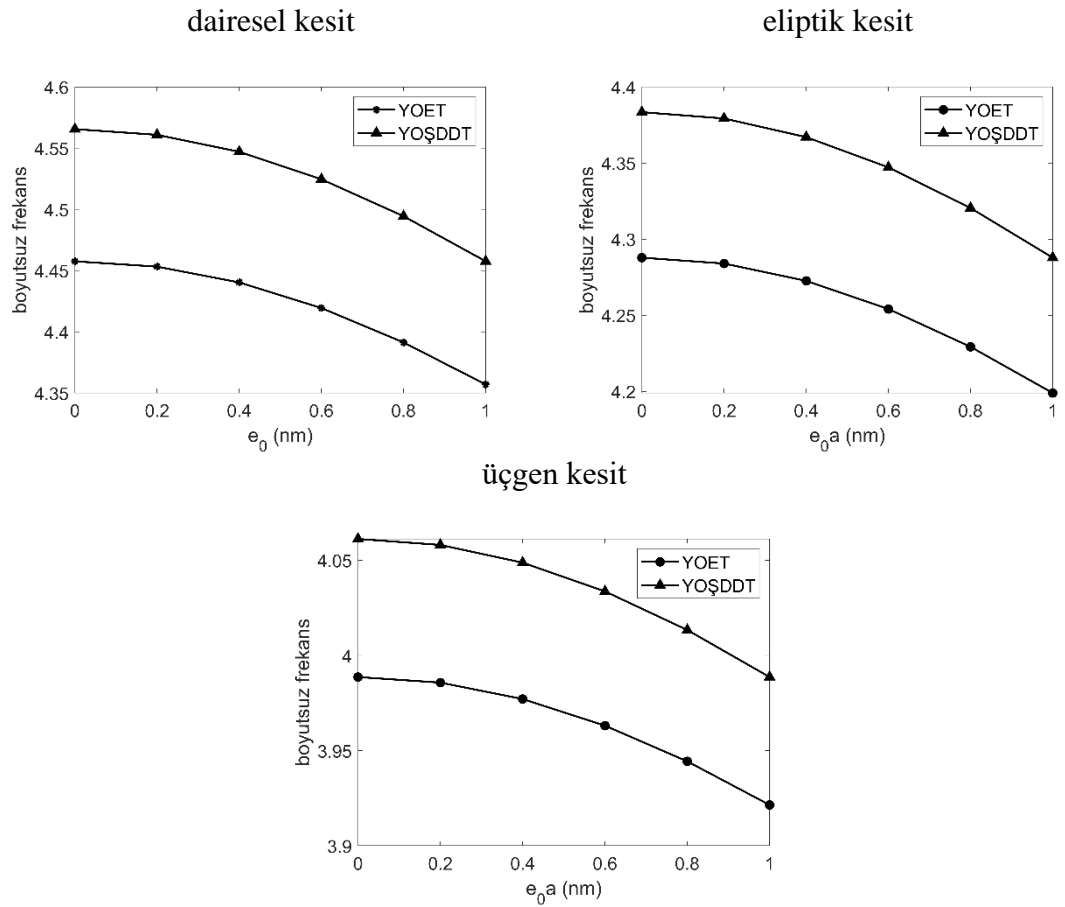 dairesel kesit
eliptik kesit
4.6
4.55
4.5
4.45
4.4
4.35
boyutsuz frekans
YOET
YOŞDDT
0 0.2 0.4 0.6 0.8 1
e0 (nm)
4.4
4.35
4.3
4.25
4.2
boyutsuz frekans
YOET
YOŞDDT
0 0.2 0.4 0.6 0.8 1
e0a (nm)
üçgen kesit
4.05
4
3.95
3.9
boyutsuz frekans
YOET
YOŞDDT
0 0.2 0.4 0.6 0.8 1
e0a (nm)